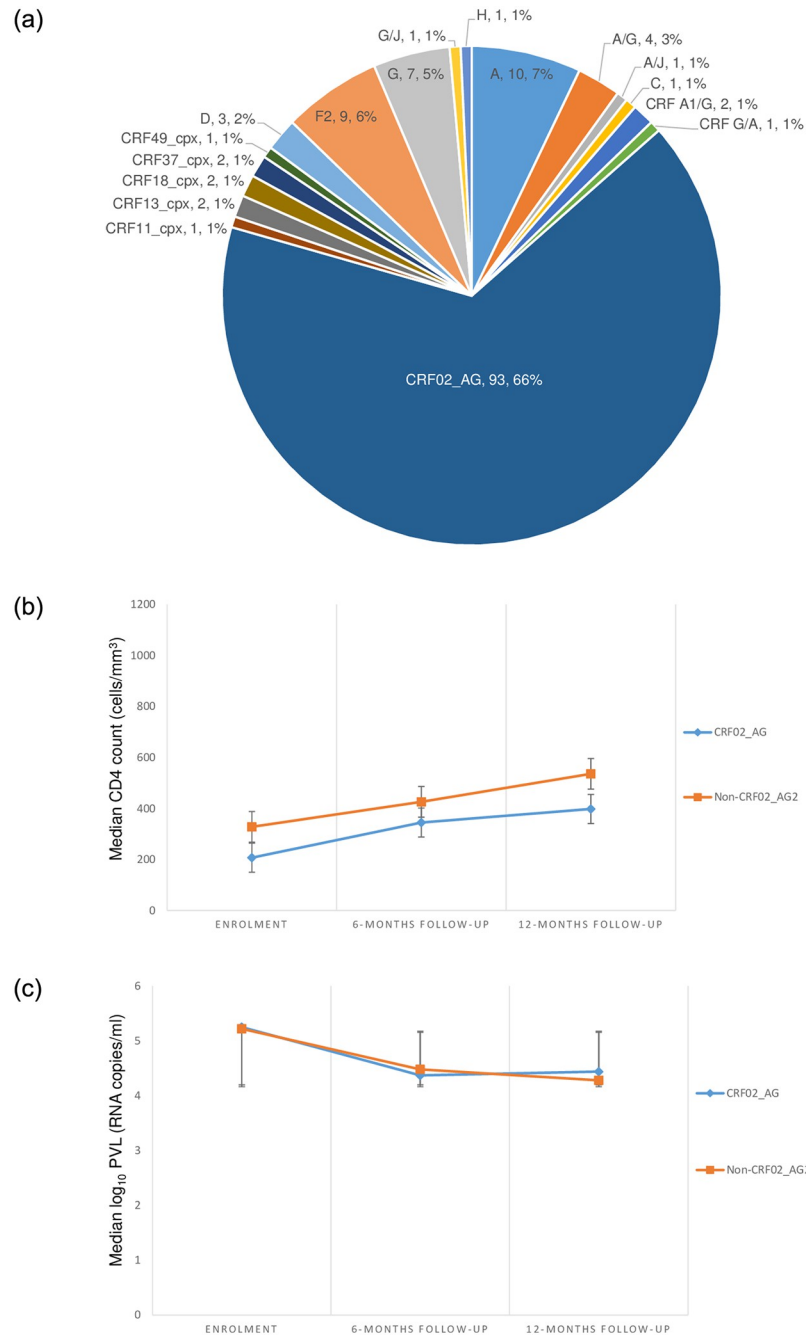 (a)
H, 1, 1%
G/J, 1, 1%
A/G, 4, 3%
A/J, 1, 1%
C, 1, 1%
CRF A1/G, 2, 1%
CRF G/A, 1, 1%
G, 7, 5%
A, 10, 7%
F2, 9, 6%
D, 3, 2%
CRF49_cpx, 1, 1%
CRF37_cpx, 2, 1%
CRF18_cpx, 2, 1%
CRF13_cpx, 2, 1%
CRF11_cpx, 1, 1%
CRF02_AG, 93, 66%
(b)
Median CD4 count (cells/mm³)
1200
1000
800
600
400
200
0
ENROLMENT
6-MONTHS FOLLOW-UP
12-MONTHS FOLLOW-UP
CRF02_AG
Non-CRF02_AG2
(c)
Median log₁₀ PVL (RNA copies/ml)
6
5
4
3
2
1
0
ENROLMENT
6-MONTHS FOLLOW-UP
12-MONTHS FOLLOW-UP
CRF02_AG
Non-CRF02_AG2